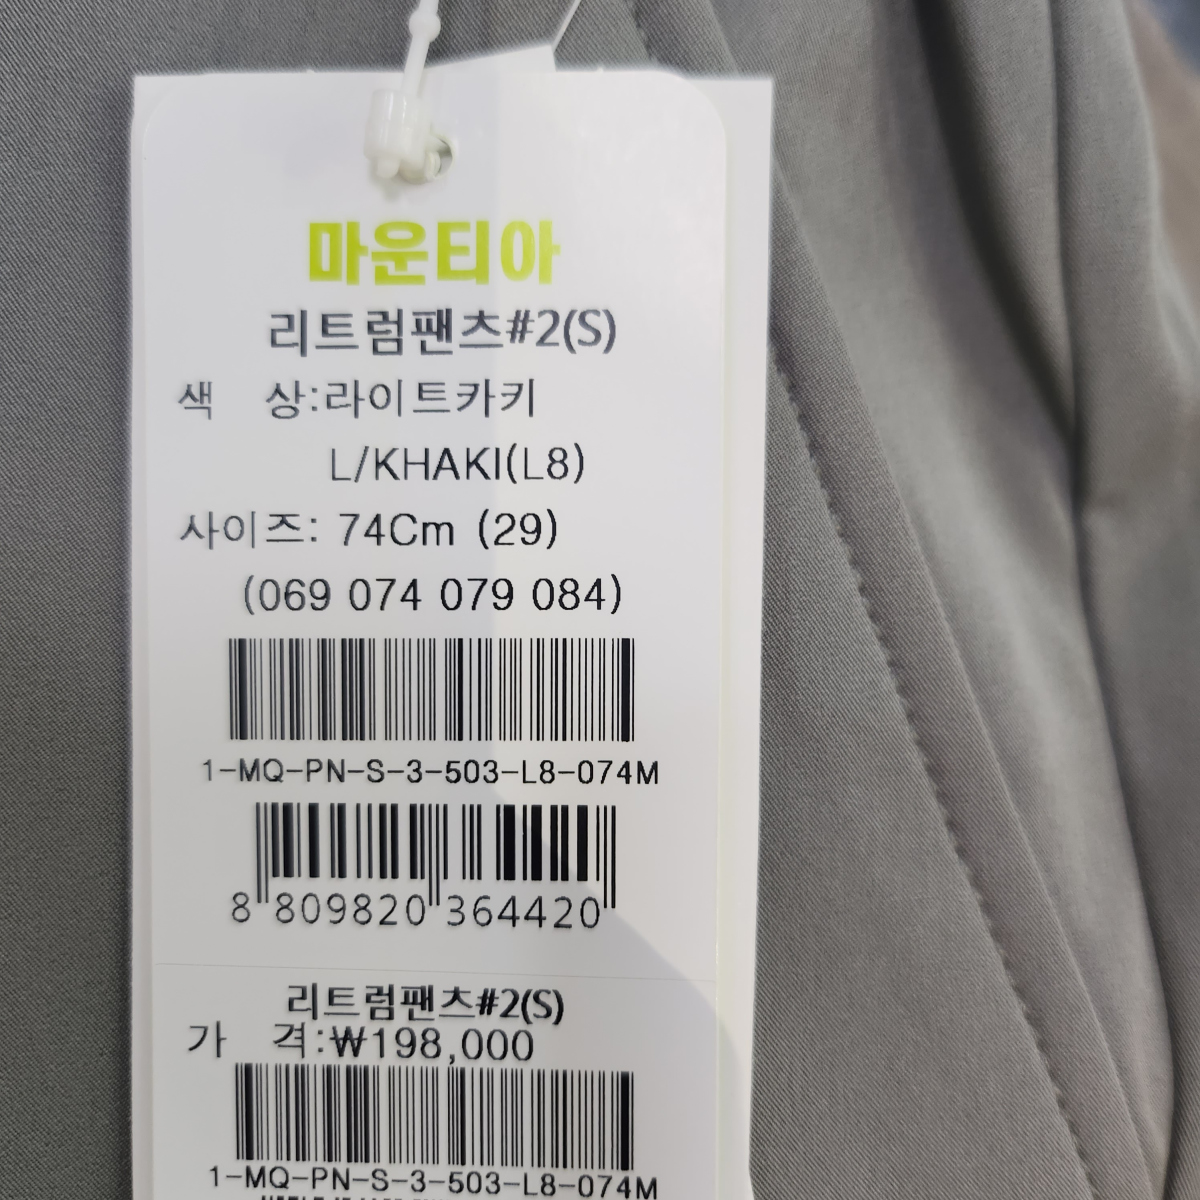 마운티아
리트럼팬츠#2(S)
색 상:라이트카키
L/KHAKI(L8)
사이즈: 74Cm (29)
(069 074 079 084)
1-MQ-PN-S-3-503-L8-074M
8 809820 364420
리트럼팬츠#2(S)
가 격:₩198,000
1-MQ-PN-S-3-503-L8-074M